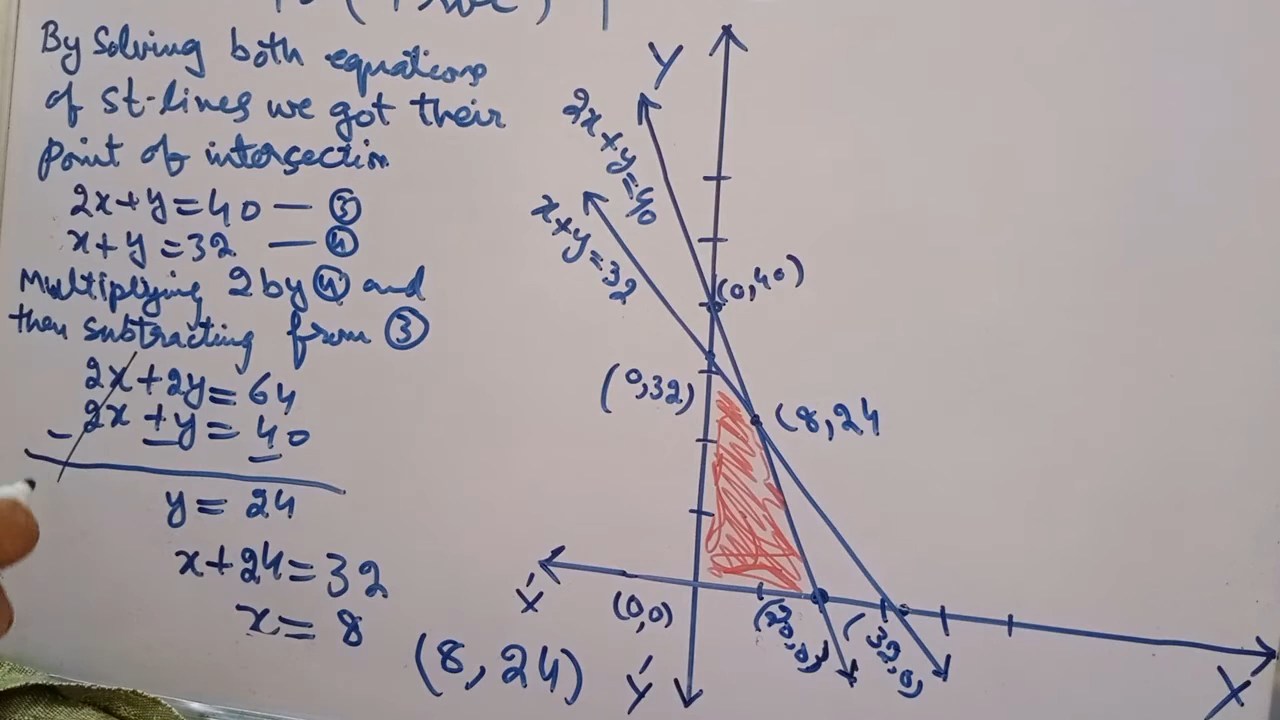 By Solving both equations
of St-lines we got their
point of intersection
2x+y=40 — ③
x+y=32 — ④
Multiplying 2 by ④ and
then subtracting from ③
2x+2y=64
- 2x+y=40
y=24
x+24=32
x=8
(8,24)
Y
2x+y=40
x+y=32
(0,40)
(0,32)
(8,24
X'
(0,0)
(20,0)
(32,0)
Y'
X